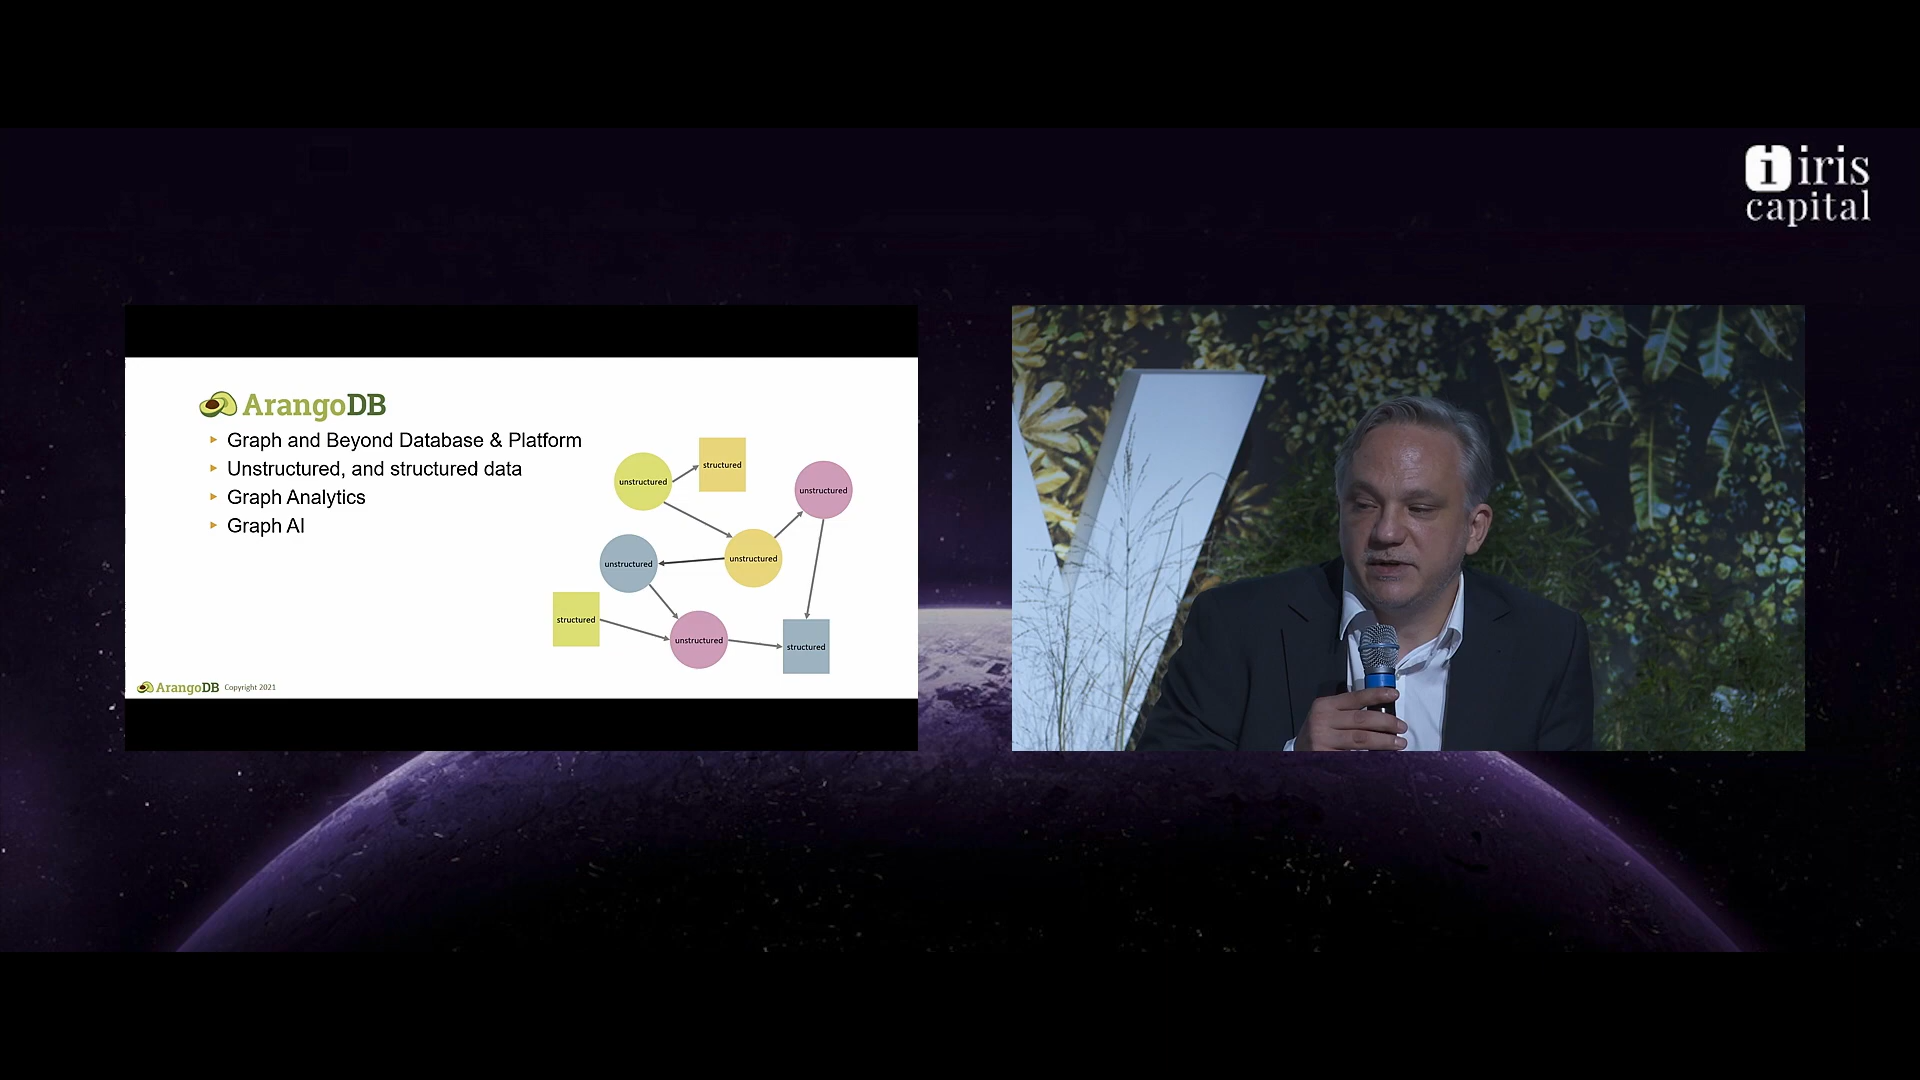 iris
capital
ArangoDB
Graph and Beyond Database & Platform
Unstructured, and structured data
Graph Analytics
Graph AI
unstructured
structured
unstructured
unstructured
unstructured
structured
unstructured
structured
ArangoDB Copyright 2021